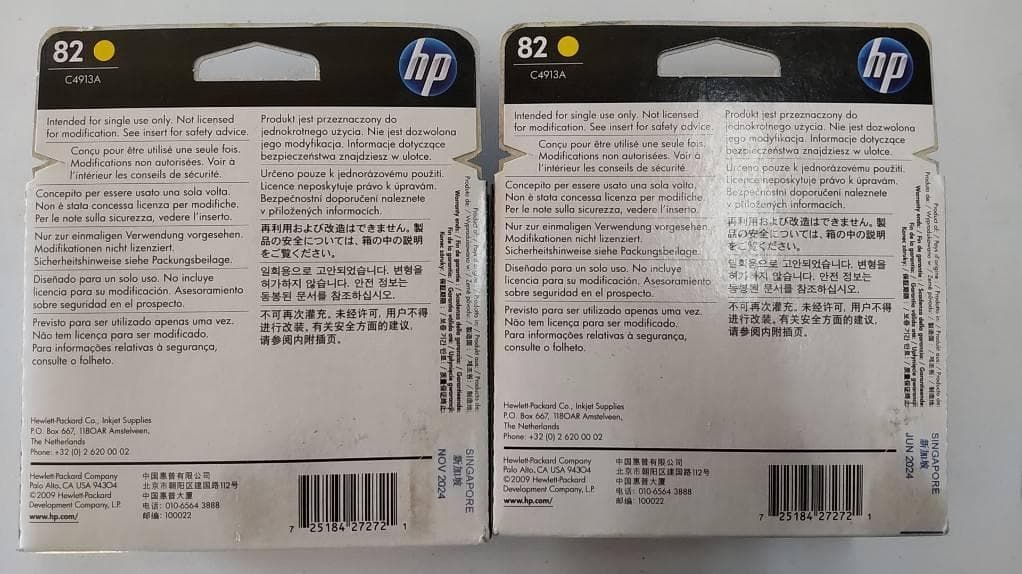 82
C4913A
hp
Intended for single use only. Not licensed
for modification. See insert for safety advice.
Conçu pour être utilisé une seule fois.
Modifications non autorisées. Voir à
l'intérieur les conseils de sécurité.
Concepito per essere usato una sola volta.
Non è stata concessa licenza per modifiche.
Per le note sulla sicurezza, vedere l'inserto.
Nur zur einmaligen Verwendung vorgesehen.
Modifikationen nicht lizenziert.
Sicherheitshinweise siehe Packungsbeilage.
Diseñado para un solo uso. No incluye
licencia para su modificación. Asesoramiento
sobre seguridad en el prospecto.
Previsto para ser utilizado apenas uma vez.
Não tem licença para ser modificado.
Para informações relativas à segurança,
consulte o folheto.
Produkt jest przeznaczony do
jednokrotnego użycia. Nie jest dozwolona
jego modyfikacja. Informacje dotyczące
bezpieczeństwa znajdziesz w ulotce.
Určeno pouze k jednorázovému použití.
Licence neposkytuje právo k úpravám.
Bezpečnostní doporučení naleznete
v přiložených informacích.
再利用および改造はできません。製
品の安全については、箱の中の説明
をご覧ください。
일회용으로 고안되었습니다. 변형을
허가하지 않습니다. 안전 정보는
동봉된 문서를 참조하십시오.
不可再次灌充。未经许可,用户不得
进行改装。有关安全方面的建议,
请参阅内附插页。
Hewlett-Packard Co., Inkjet Supplies
P.O. Box 667, 1180AR Amstelveen,
The Netherlands
Phone: +32 (0) 2 620 00 02
Hewlett-Packard Company
Palo Alto, CA USA 94304
©2009 Hewlett-Packard
Development Company, L.P.
www.hp.com/
中国惠普有限公司
北京市朝阳区建国路112号
中国惠普大厦
电话: 010-6564 3888
邮编: 100022
7 25184 27272 1
SINGAPORE
新加坡
NOV 2024
82
C4913A
hp
Intended for single use only. Not licensed
for modification. See insert for safety advice.
Conçu pour être utilisé une seule fois.
Modifications non autorisées. Voir à
l'intérieur les conseils de sécurité.
Concepito per essere usato una sola volta.
Non è stata concessa licenza per modifiche.
Per le note sulla sicurezza, vedere l'inserto.
Nur zur einmaligen Verwendung vorgesehen.
Modifikationen nicht lizenziert.
Sicherheitshinweise siehe Packungsbeilage.
Diseñado para un solo uso. No incluye
licencia para su modificación. Asesoramiento
sobre seguridad en el prospecto.
Previsto para ser utilizado apenas uma vez.
Não tem licença para ser modificado.
Para informações relativas à segurança,
consulte o folheto.
Produkt jest przeznaczony do
jednokrotnego użycia. Nie jest dozwolona
jego modyfikacja. Informacje dotyczące
bezpieczeństwa znajdziesz w ulotce.
Určeno pouze k jednorázovému použití.
Licence neposkytuje právo k úpravám.
Bezpečnostní doporučení naleznete
v přiložených informacích.
再利用および改造はできません。製
品の安全については、箱の中の説明
をご覧ください。
일회용으로 고안되었습니다. 변형을
허가하지 않습니다. 안전 정보는
동봉된 문서를 참조하십시오.
不可再次灌充。未经许可,用户不得
进行改装。有关安全方面的建议,
请参阅内附插页。
Hewlett-Packard Co., Inkjet Supplies
P.O. Box 667, 1180AR Amstelveen,
The Netherlands
Phone: +32 (0) 2 620 00 02
Hewlett-Packard Company
Palo Alto, CA USA 94304
©2009 Hewlett-Packard
Development Company, L.P.
www.hp.com/
中国惠普有限公司
北京市朝阳区建国路112号
中国惠普大厦
电话: 010-6564 3888
邮编: 100022
7 25184 27272 1
SINGAPORE
新加坡
JUN 2024